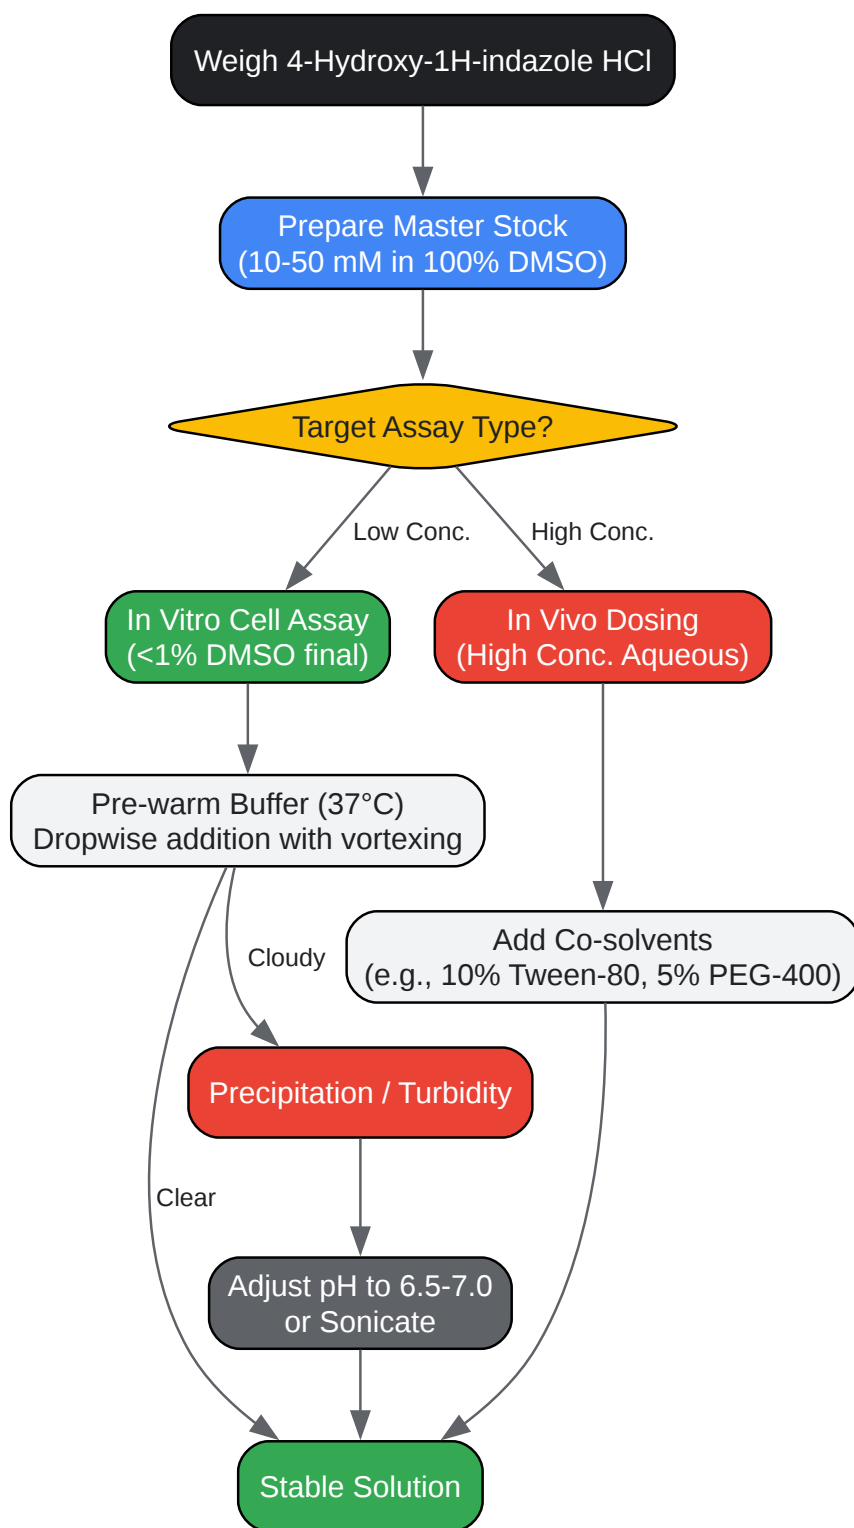 Weigh 4-Hydroxy-1H-indazole HCl
Prepare Master Stock
(10-50 mM in 100% DMSO)
Target Assay Type?
Low Conc.
High Conc.
In Vitro Cell Assay
(<1% DMSO final)
In Vivo Dosing
(High Conc. Aqueous)
Pre-warm Buffer (37°C)
Dropwise addition with vortexing
Add Co-solvents
(e.g., 10% Tween-80, 5% PEG-400)
Cloudy
Precipitation / Turbidity
Clear
Adjust pH to 6.5-7.0
or Sonicate
Stable Solution